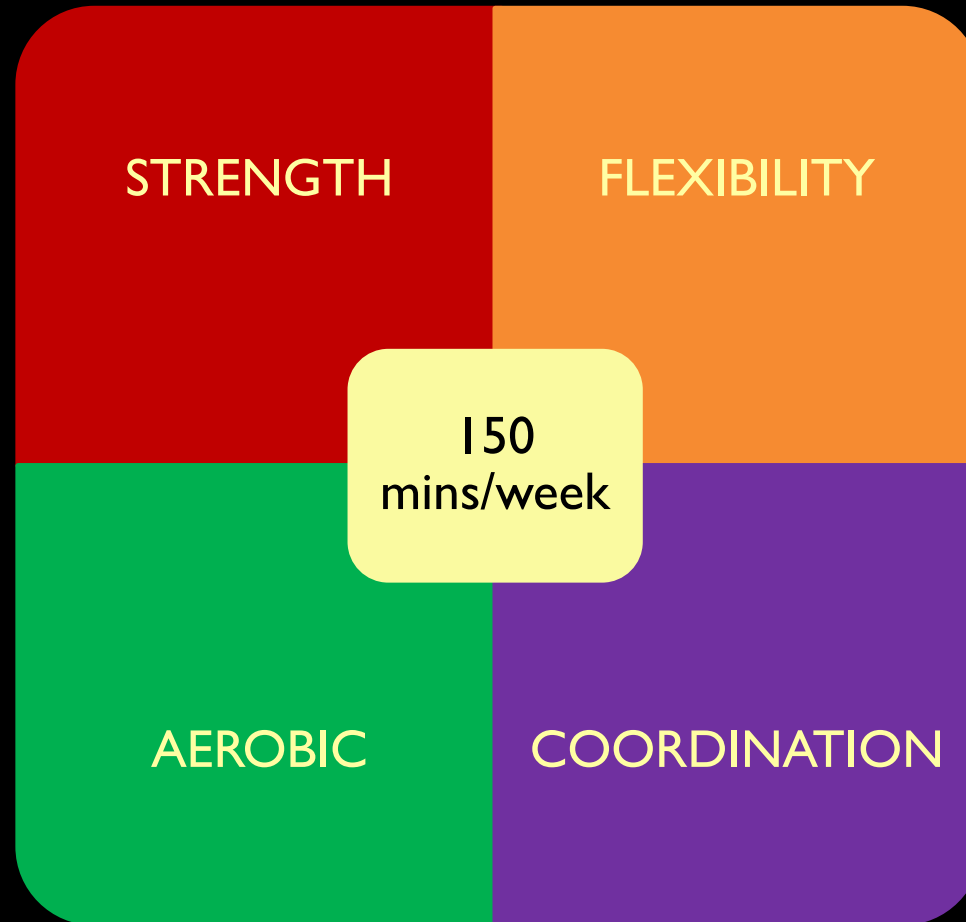 STRENGTH
FLEXIBILITY
150
mins/week
AEROBIC
COORDINATION